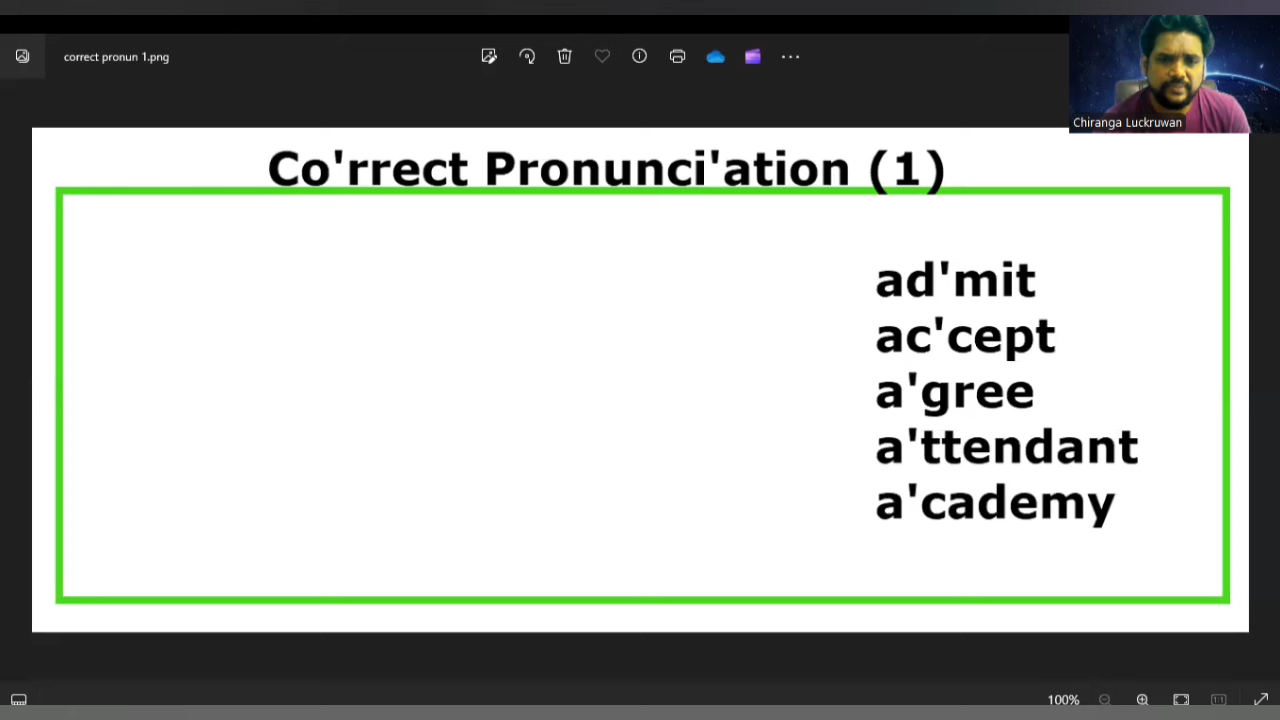 correct pronun 1.png
Chiranga Luckruwan
Co'rrect Pronunci'ation (1)
ad'mit
ac'cept
a'gree
a'ttendant
a'cademy
100%